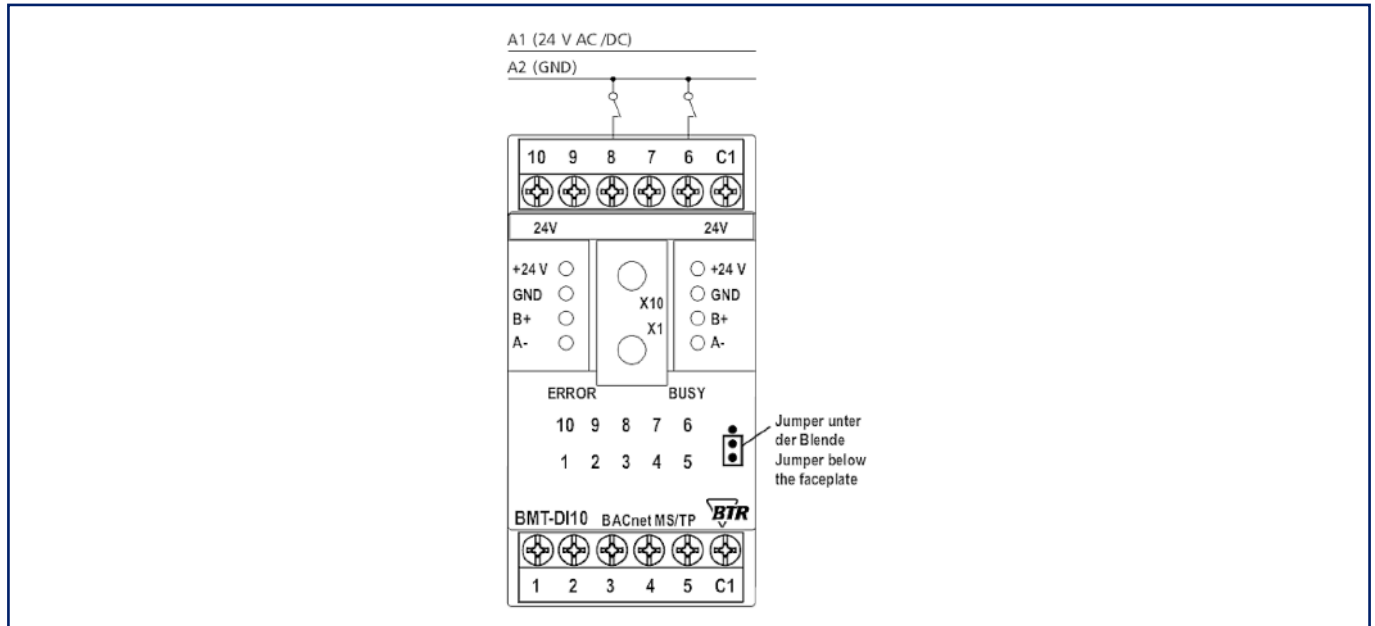 A1 (24 V AC /DC)
A2 (GND)
10 9 8 7 6 C1
24V 24V
+24 V +24 V
GND GND
X10
B+ B+
X1
A- A-
ERROR BUSY
10 9 8 7 6
1 2 3 4 5
Jumper unter
der Blende
Jumper below
the faceplate
BMT-DI10 BACnet MS/TP BTR
1 2 3 4 5 C1